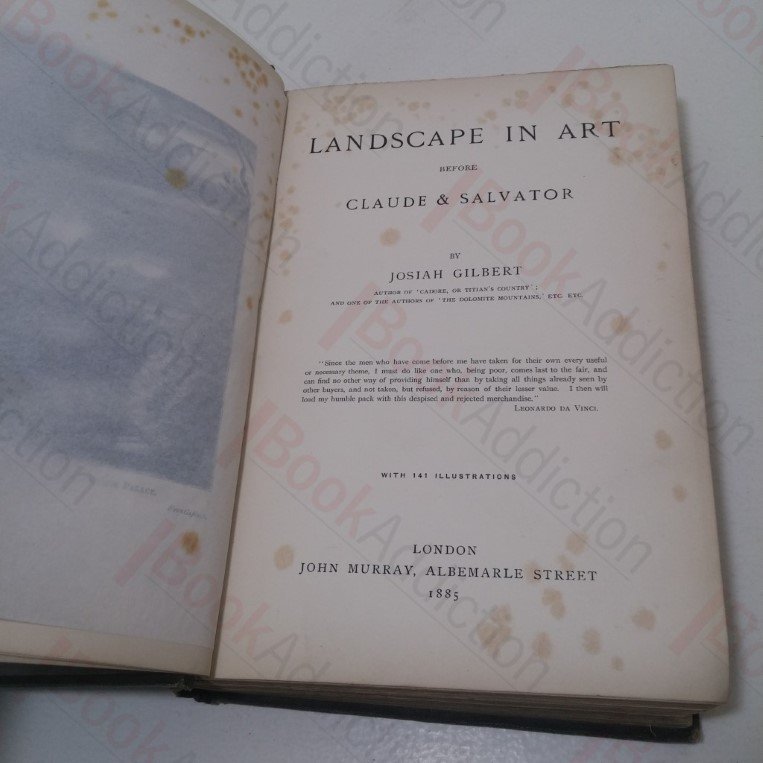 LANDSCAPE IN ART
BEFORE
CLAUDE & SALVATOR
BY
JOSIAH GILBERT
AUTHOR OF 'CADORE, OR TITIAN'S COUNTRY';
AND ONE OF THE AUTHORS OF 'THE DOLOMITE MOUNTAINS,' ETC. ETC.
"Since the men who have come before me have taken for their own every useful
or necessary theme, I must do like one who, being poor, comes last to the fair, and
can find no other way of providing himself than by taking all things already seen by
other buyers, and not taken, but refused, by reason of their lesser value. I then will
load my humble pack with this despised and rejected merchandise."
LEONARDO DA VINCI.
WITH 141 ILLUSTRATIONS
LONDON
JOHN MURRAY, ALBEMARLE STREET
1885
Frontispiece.
BookAddiction